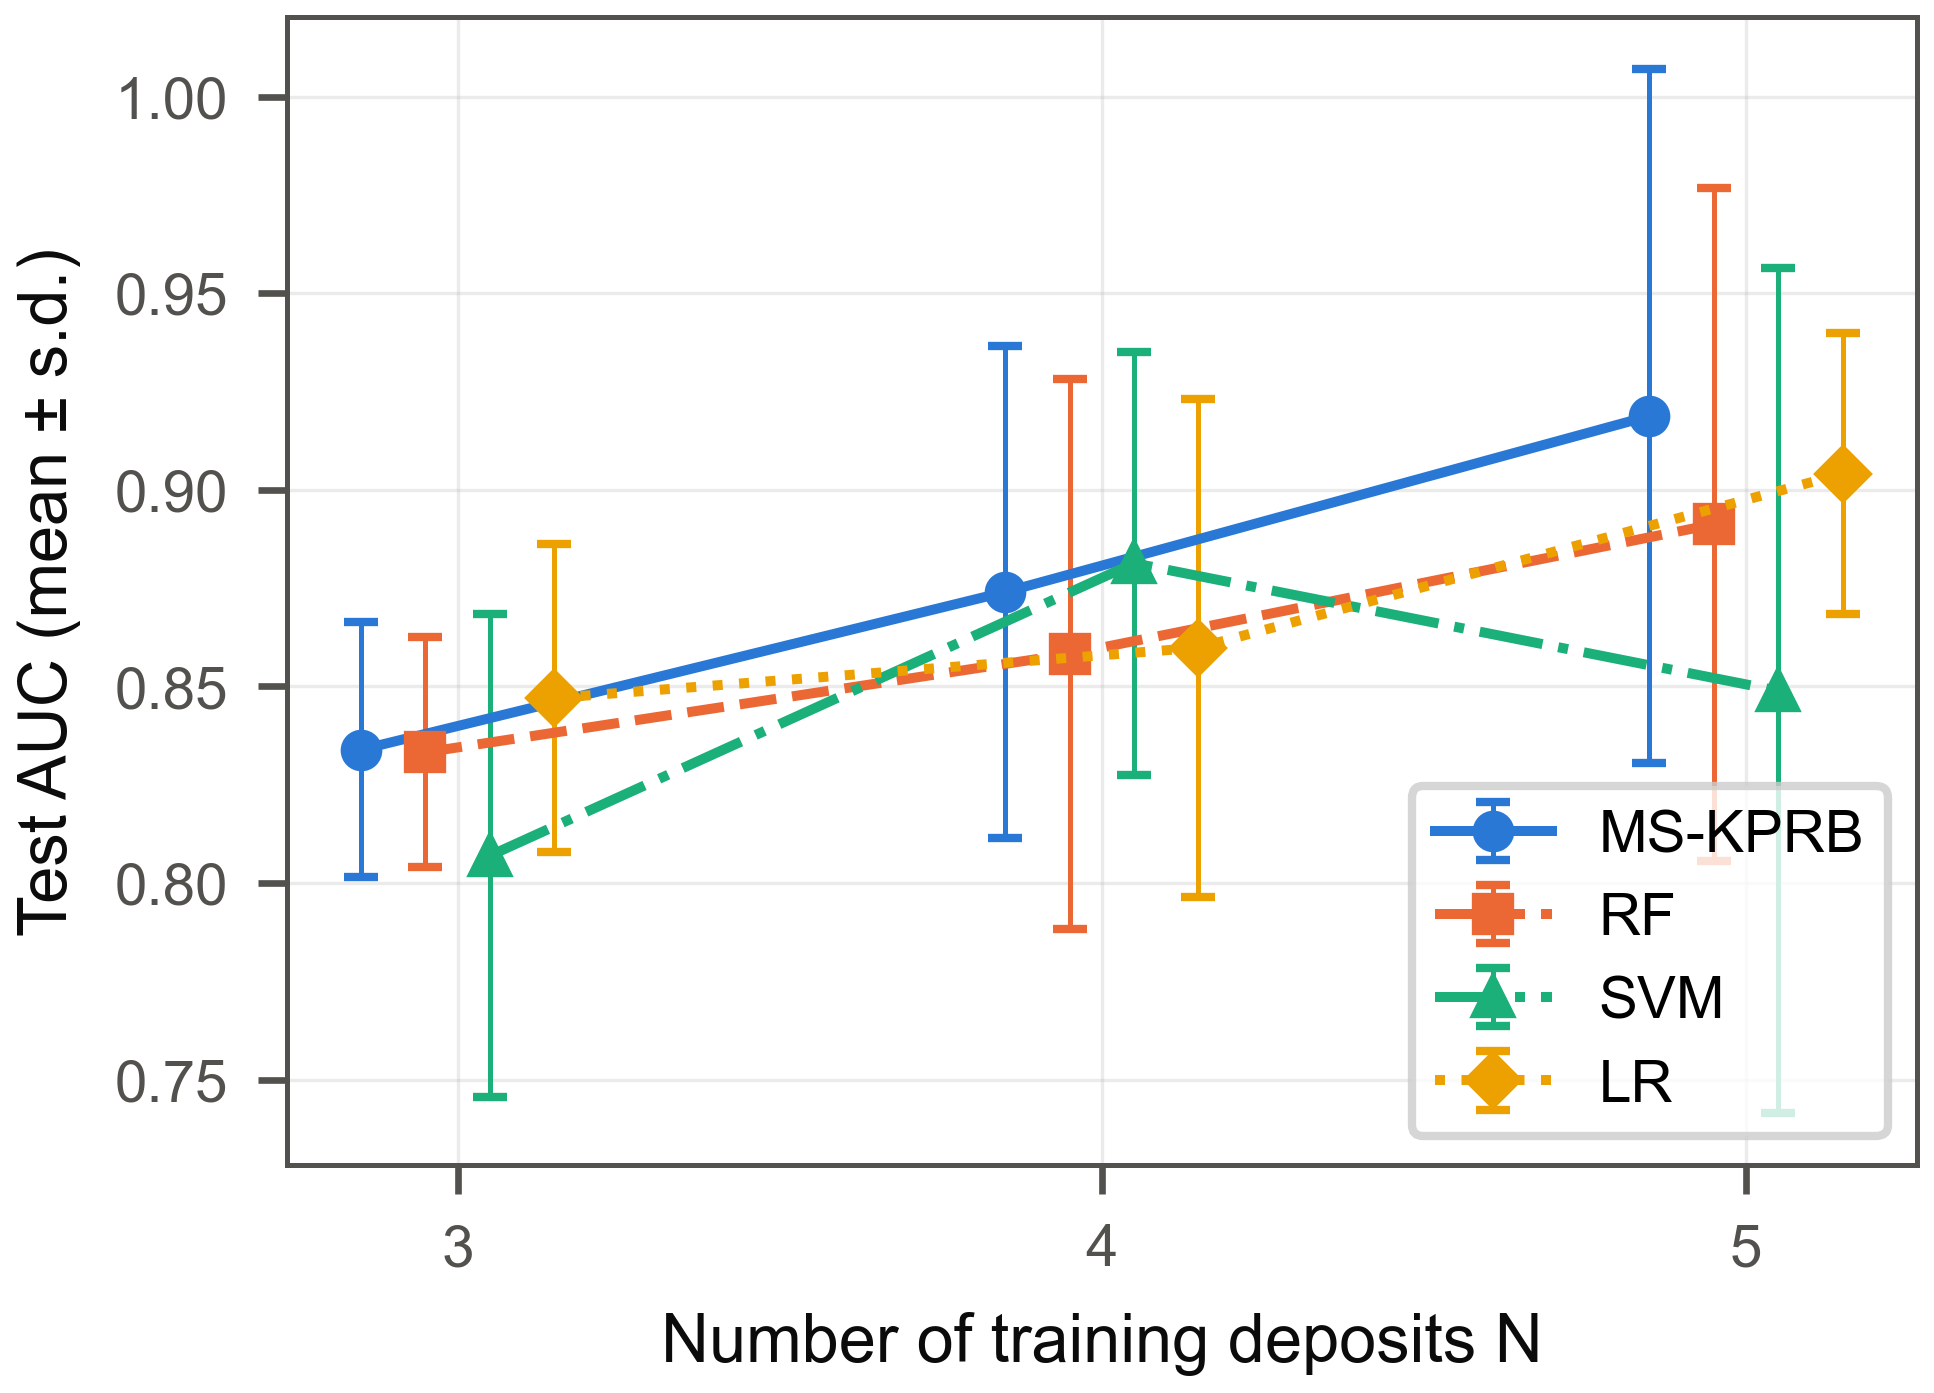 Test AUC (mean ± s.d.)
1.00
0.95
0.90
0.85
0.80
0.75
MS-KPRB
RF
SVM
LR
3 4 5
Number of training deposits N